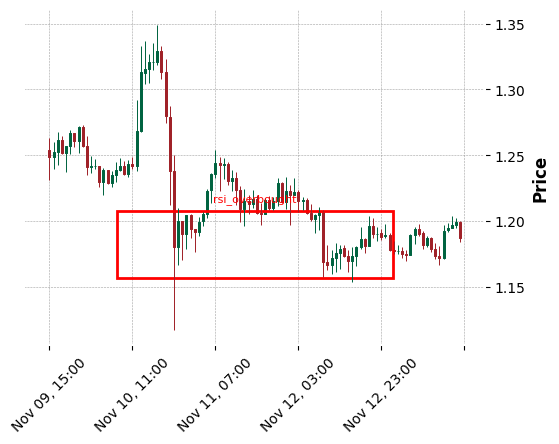 1.35
1.30
1.25
1.20
1.15
Price
rsi_overbought
Nov 09, 15:00
Nov 10, 11:00
Nov 11, 07:00
Nov 12, 03:00
Nov 12, 23:00